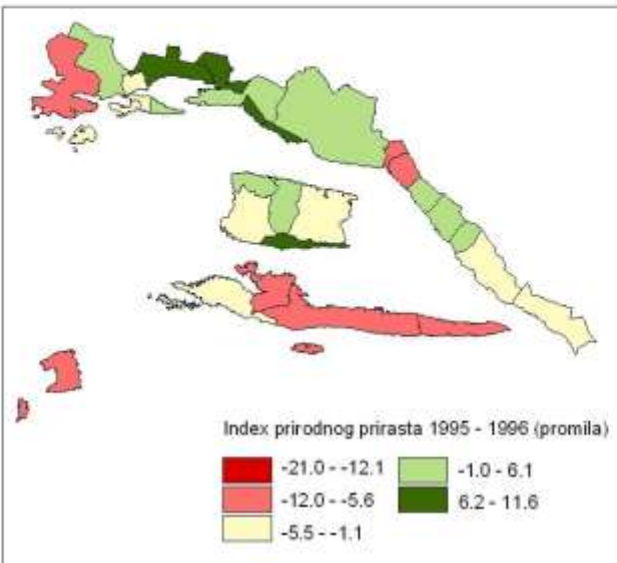 Index prirodnog prirasta 1995 - 1996 (promila)
-21.0 - -12.1
-12.0 - -5.6
-5.5 - -1.1
-1.0 - 6.1
6.2 - 11.6